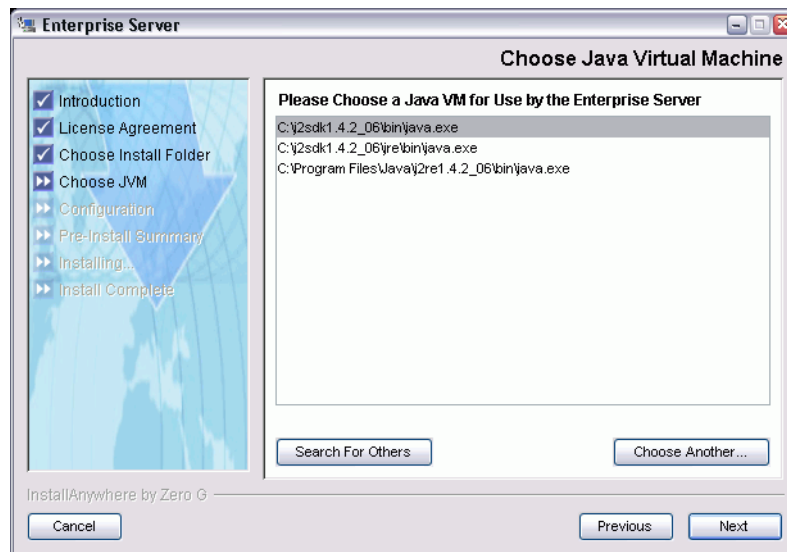 Enterprise Server
Choose Java Virtual Machine
Introduction
License Agreement
Choose Install Folder
Choose JVM
Configuration
Pre-Install Summary
Installing...
Install Complete
Please Choose a Java VM for Use by the Enterprise Server
C:\j2sdk1.4.2_06\bin\java.exe
C:\j2sdk1.4.2_06\jre\bin\java.exe
C:\Program Files\Java\j2re1.4.2_06\bin\java.exe
Search For Others
Choose Another...
InstallAnywhere by Zero G
Cancel
Previous
Next